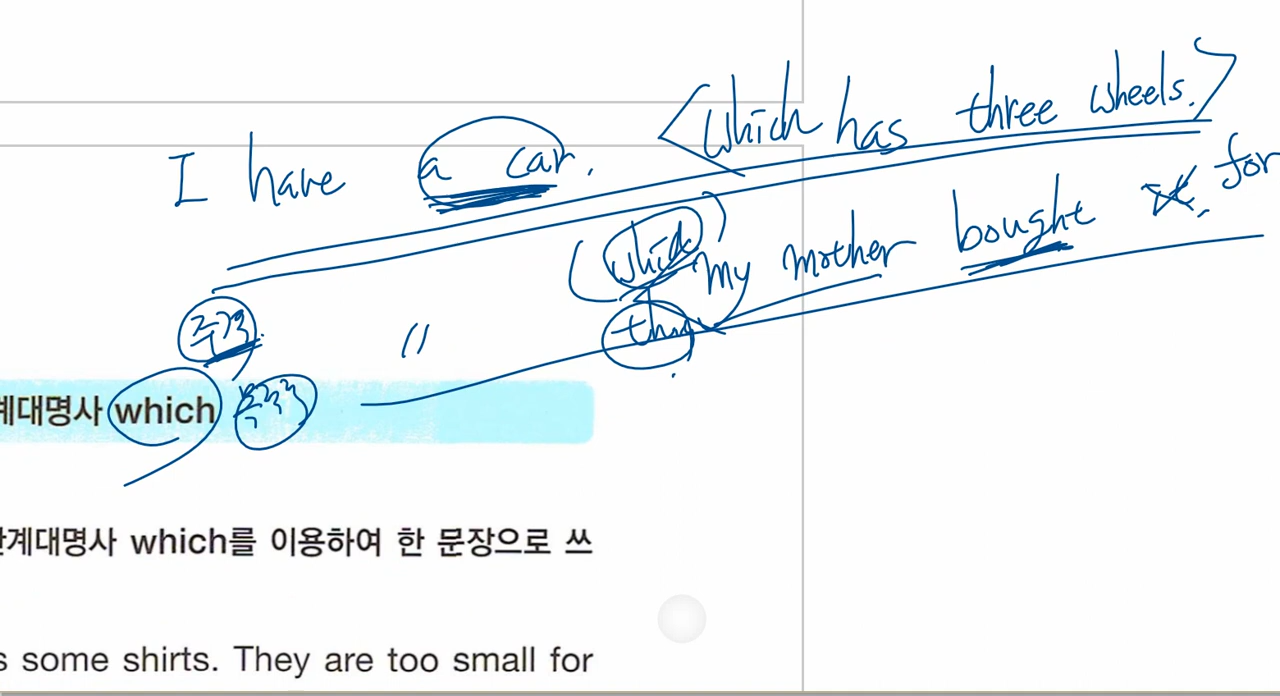 I have a car. <which has three wheels.>
(which) my mother bought it. for
주격 〃 that
계대명사 which 목적격
관계대명사 which를 이용하여 한 문장으로 쓰
s some shirts. They are too small for